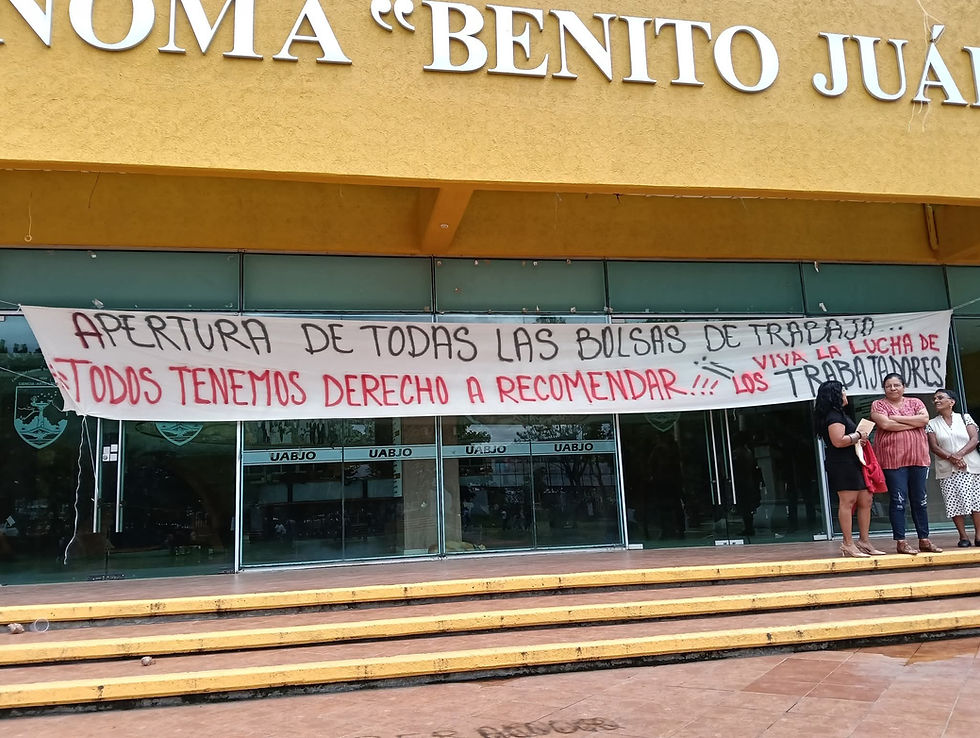 NOMA “BENITO JUÁ
APERTURA DE TODAS LAS BOLSAS DE TRABAJO...
¡TODOS TENEMOS DERECHO A RECOMENDAR!!!
¡¡¡ VIVA LA LUCHA DE
LOS TRABAJADORES
UABJO UABJO UABJO UABJO